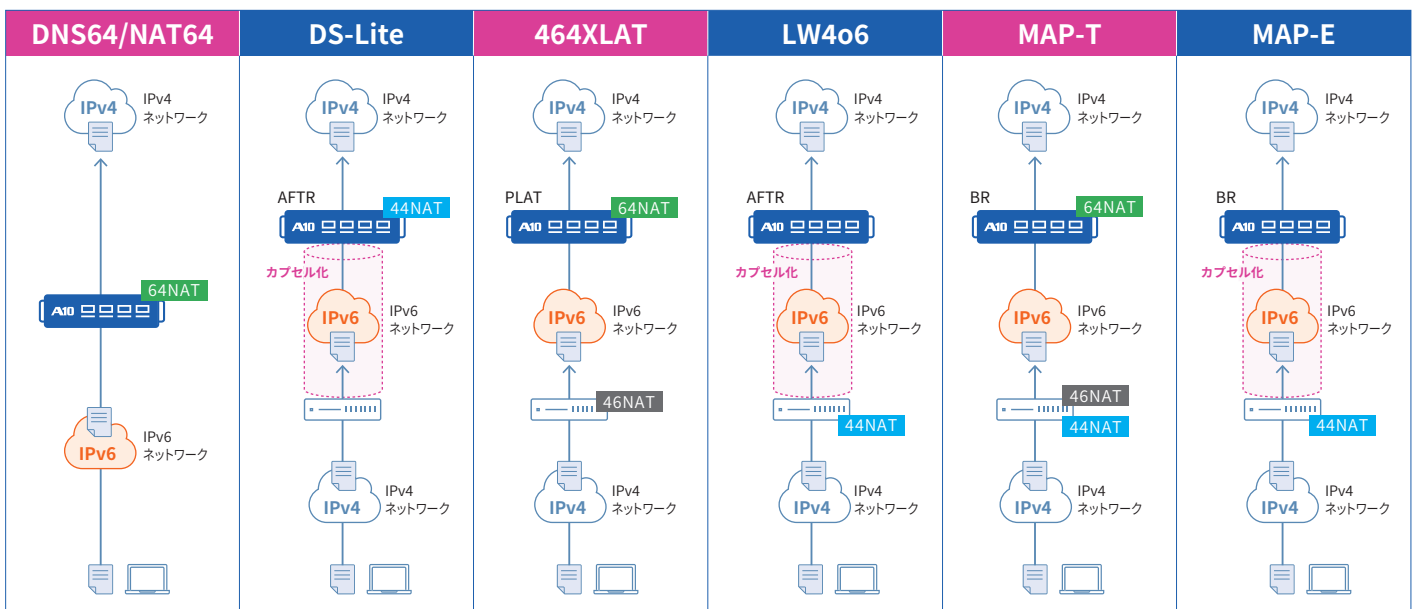 DNS64/NAT64
IPv4
IPv4
ネットワーク
64NAT
A10
IPv6
IPv6
ネットワーク
DS-Lite
IPv4
IPv4
ネットワーク
AFTR
44NAT
A10
カプセル化
IPv6
IPv6
ネットワーク
IPv4
IPv4
ネットワーク
464XLAT
IPv4
IPv4
ネットワーク
PLAT
64NAT
A10
IPv6
IPv6
ネットワーク
46NAT
IPv4
IPv4
ネットワーク
LW4o6
IPv4
IPv4
ネットワーク
AFTR
A10
カプセル化
IPv6
IPv6
ネットワーク
44NAT
IPv4
IPv4
ネットワーク
MAP-T
IPv4
IPv4
ネットワーク
BR
64NAT
A10
IPv6
IPv6
ネットワーク
46NAT
44NAT
IPv4
IPv4
ネットワーク
MAP-E
IPv4
IPv4
ネットワーク
BR
A10
カプセル化
IPv6
IPv6
ネットワーク
44NAT
IPv4
IPv4
ネットワーク